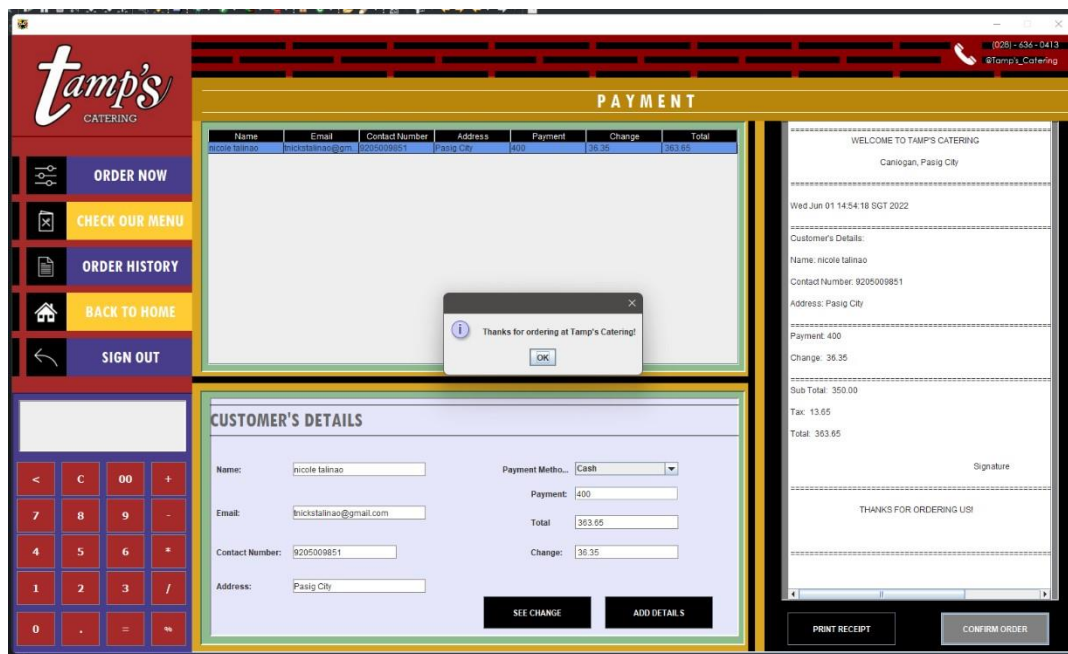 (028) - 636 - 0413
@Tamp's_Catering
tamp's
CATERING
PAYMENT
ORDER NOW
CHECK OUR MENU
ORDER HISTORY
BACK TO HOME
SIGN OUT
< C 00 +
7 8 9 -
4 5 6 *
1 2 3 /
0 . = %
Name Email Contact Number Address Payment Change Total
nicole talinao tnickstalinao@gm... 9205009851 Pasig City 400 36.35 363.65
Thanks for ordering at Tamp's Catering!
OK
CUSTOMER'S DETAILS
Name: nicole talinao
Email: tnickstalinao@gmail.com
Contact Number: 9205009851
Address: Pasig City
Payment Metho... Cash
Payment: 400
Total 363.65
Change: 36.35
SEE CHANGE ADD DETAILS
WELCOME TO TAMP'S CATERING
Caniogan, Pasig City
Wed Jun 01 14:54:18 SGT 2022
Customer's Details:
Name: nicole talinao
Contact Number: 9205009851
Address: Pasig City
Payment: 400
Change: 36.35
Sub Total: 350.00
Tax: 13.65
Total: 363.65
Signature
THANKS FOR ORDERING US!
PRINT RECEIPT CONFIRM ORDER